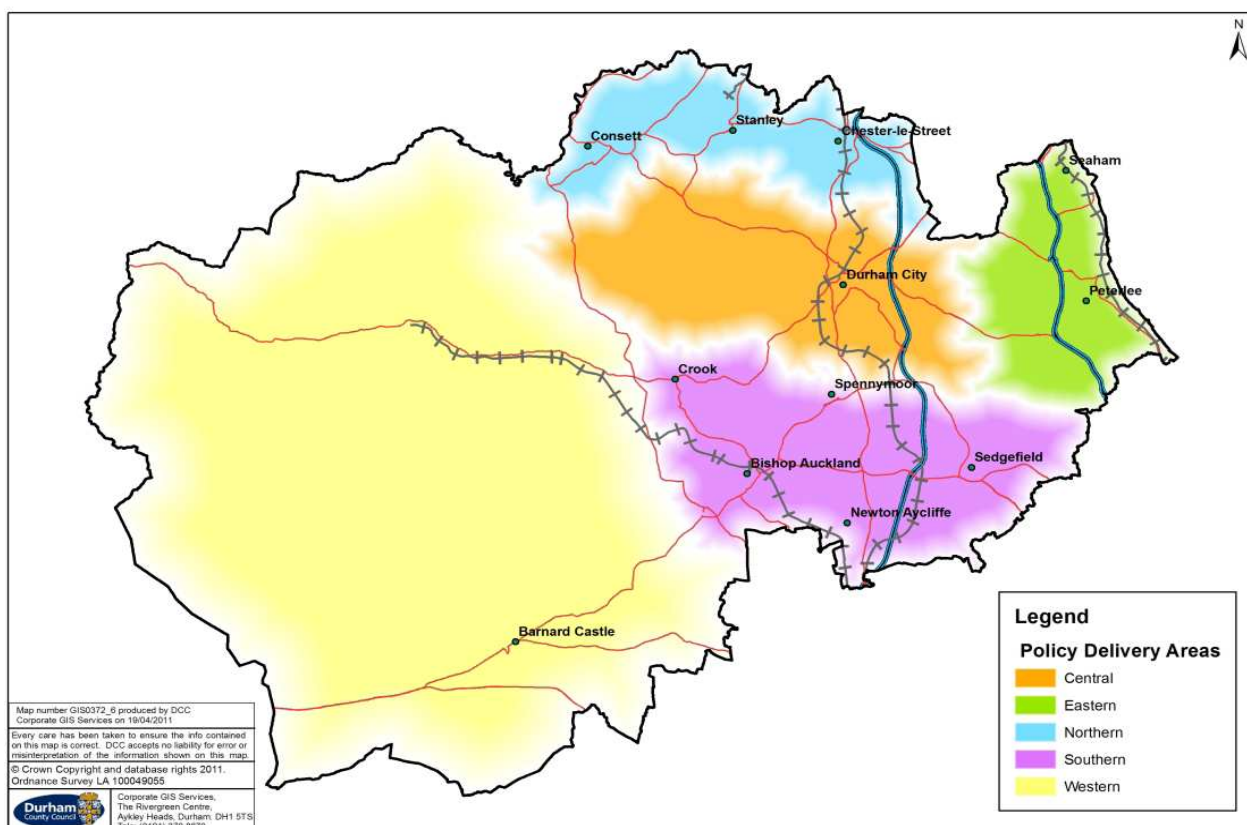 N
Stanley
Chester-le-Street
Consett
Seaham
Durham City
Peterlee
Crook
Spennymoor
Bishop Auckland
Sedgefield
Newton Aycliffe
Barnard Castle
Legend
Policy Delivery Areas
Central
Eastern
Northern
Southern
Western
Map number GIS0372_6 produced by DCC
Corporate GIS Services on 19/04/2011
Every care has been taken to ensure the info contained
on this map is correct. DCC accepts no liability for error or
misinterpretation of the information shown on this map.
© Crown Copyright and database rights 2011.
Ordnance Survey LA 100049055
Durham
County Council
Corporate GIS Services,
The Rivergreen Centre,
Aykley Heads, Durham. DH1 5TS